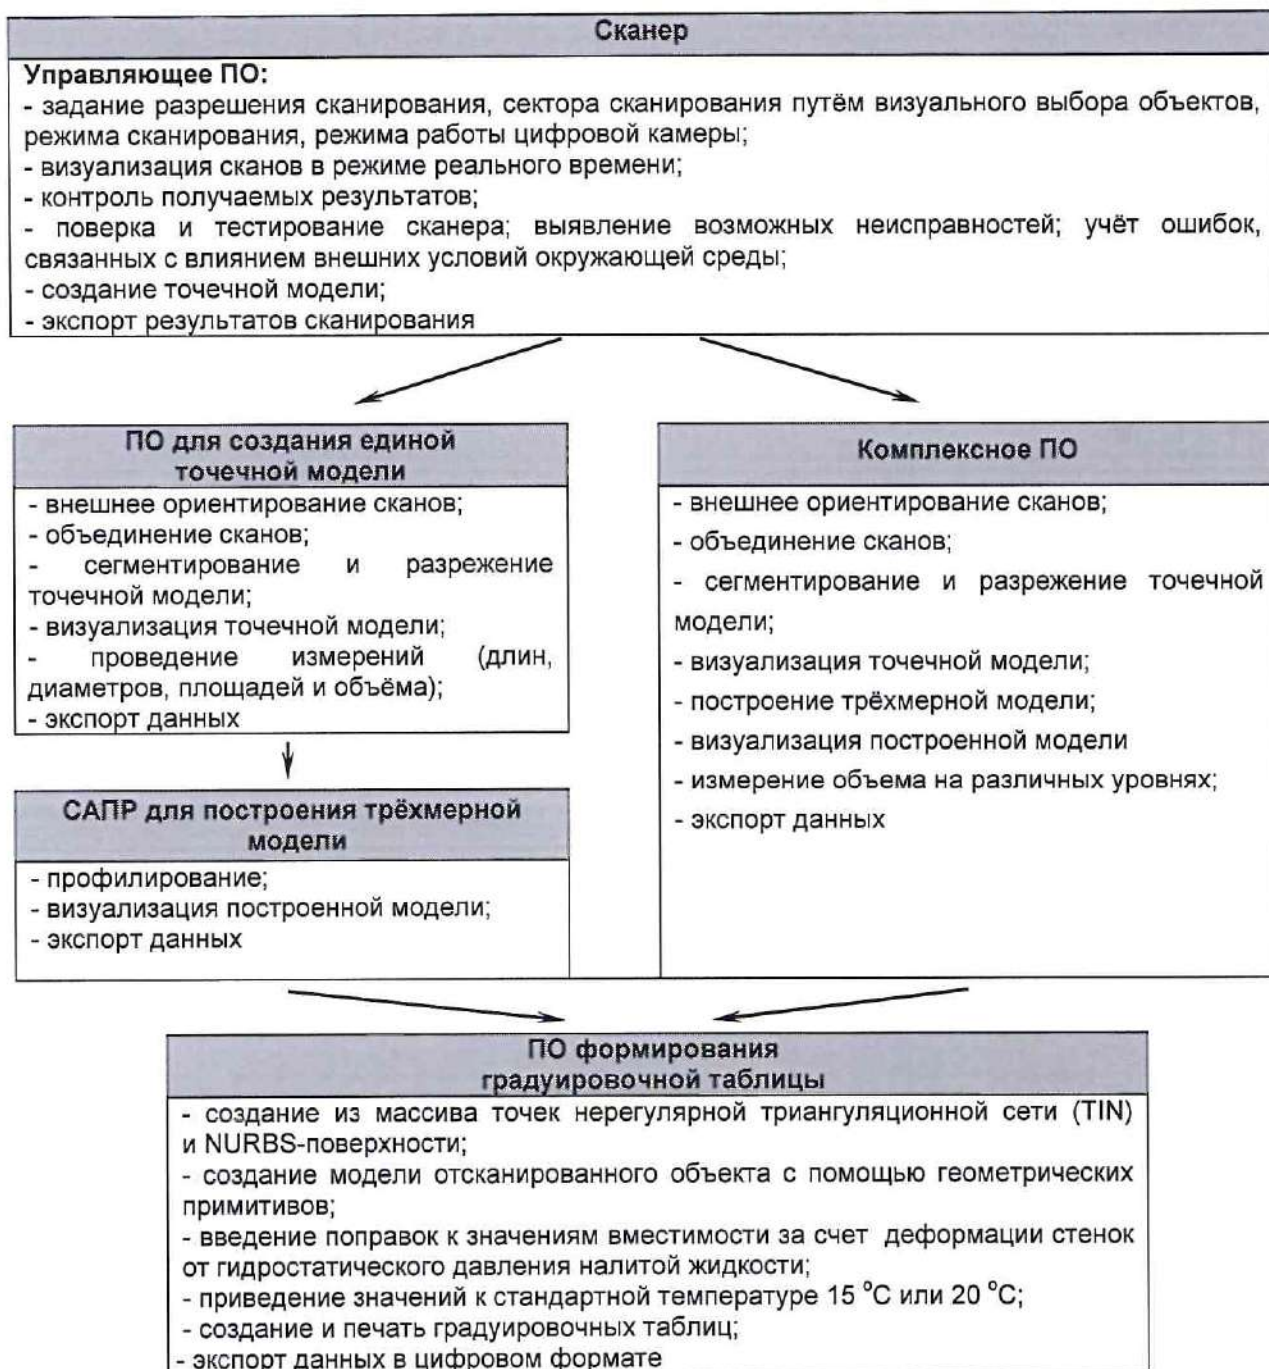 Сканер
Управляющее ПО:
- задание разрешения сканирования, сектора сканирования путём визуального выбора объектов,
режима сканирования, режима работы цифровой камеры;
- визуализация сканов в режиме реального времени;
- контроль получаемых результатов;
- поверка и тестирование сканера; выявление возможных неисправностей; учёт ошибок,
связанных с влиянием внешних условий окружающей среды;
- создание точечной модели;
- экспорт результатов сканирования
ПО для создания единой
точечной модели
- внешнее ориентирование сканов;
- объединение сканов;
- сегментирование и разрежение
точечной модели;
- визуализация точечной модели;
- проведение измерений (длин,
диаметров, площадей и объёма);
- экспорт данных
САПР для построения трёхмерной
модели
- профилирование;
- визуализация построенной модели;
- экспорт данных
Комплексное ПО
- внешнее ориентирование сканов;
- объединение сканов;
- сегментирование и разрежение точечной
модели;
- визуализация точечной модели;
- построение трёхмерной модели;
- визуализация построенной модели
- измерение объема на различных уровнях;
- экспорт данных
ПО формирования
градуировочной таблицы
- создание из массива точек нерегулярной триангуляционной сети (TIN)
и NURBS-поверхности;
- создание модели отсканированного объекта с помощью геометрических
примитивов;
- введение поправок к значениям вместимости за счет деформации стенок
от гидростатического давления налитой жидкости;
- приведение значений к стандартной температуре 15 °C или 20 °C;
- создание и печать градуировочных таблиц;
- экспорт данных в цифровом формате